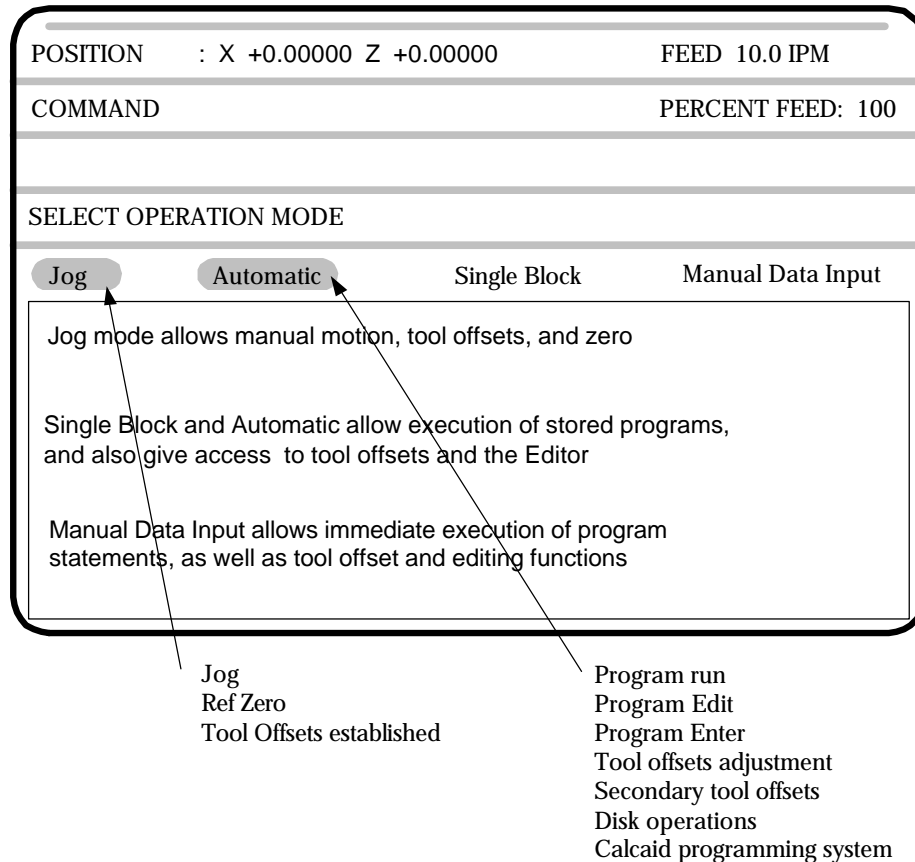 POSITION : X +0.00000 Z +0.00000 FEED 10.0 IPM
COMMAND PERCENT FEED: 100
SELECT OPERATION MODE
Jog Automatic Single Block Manual Data Input
Jog mode allows manual motion, tool offsets, and zero
Single Block and Automatic allow execution of stored programs,
and also give access to tool offsets and the Editor
Manual Data Input allows immediate execution of program
statements, as well as tool offset and editing functions
Jog
Ref Zero
Tool Offsets established
Program run
Program Edit
Program Enter
Tool offsets adjustment
Secondary tool offsets
Disk operations
Calcaid programming system